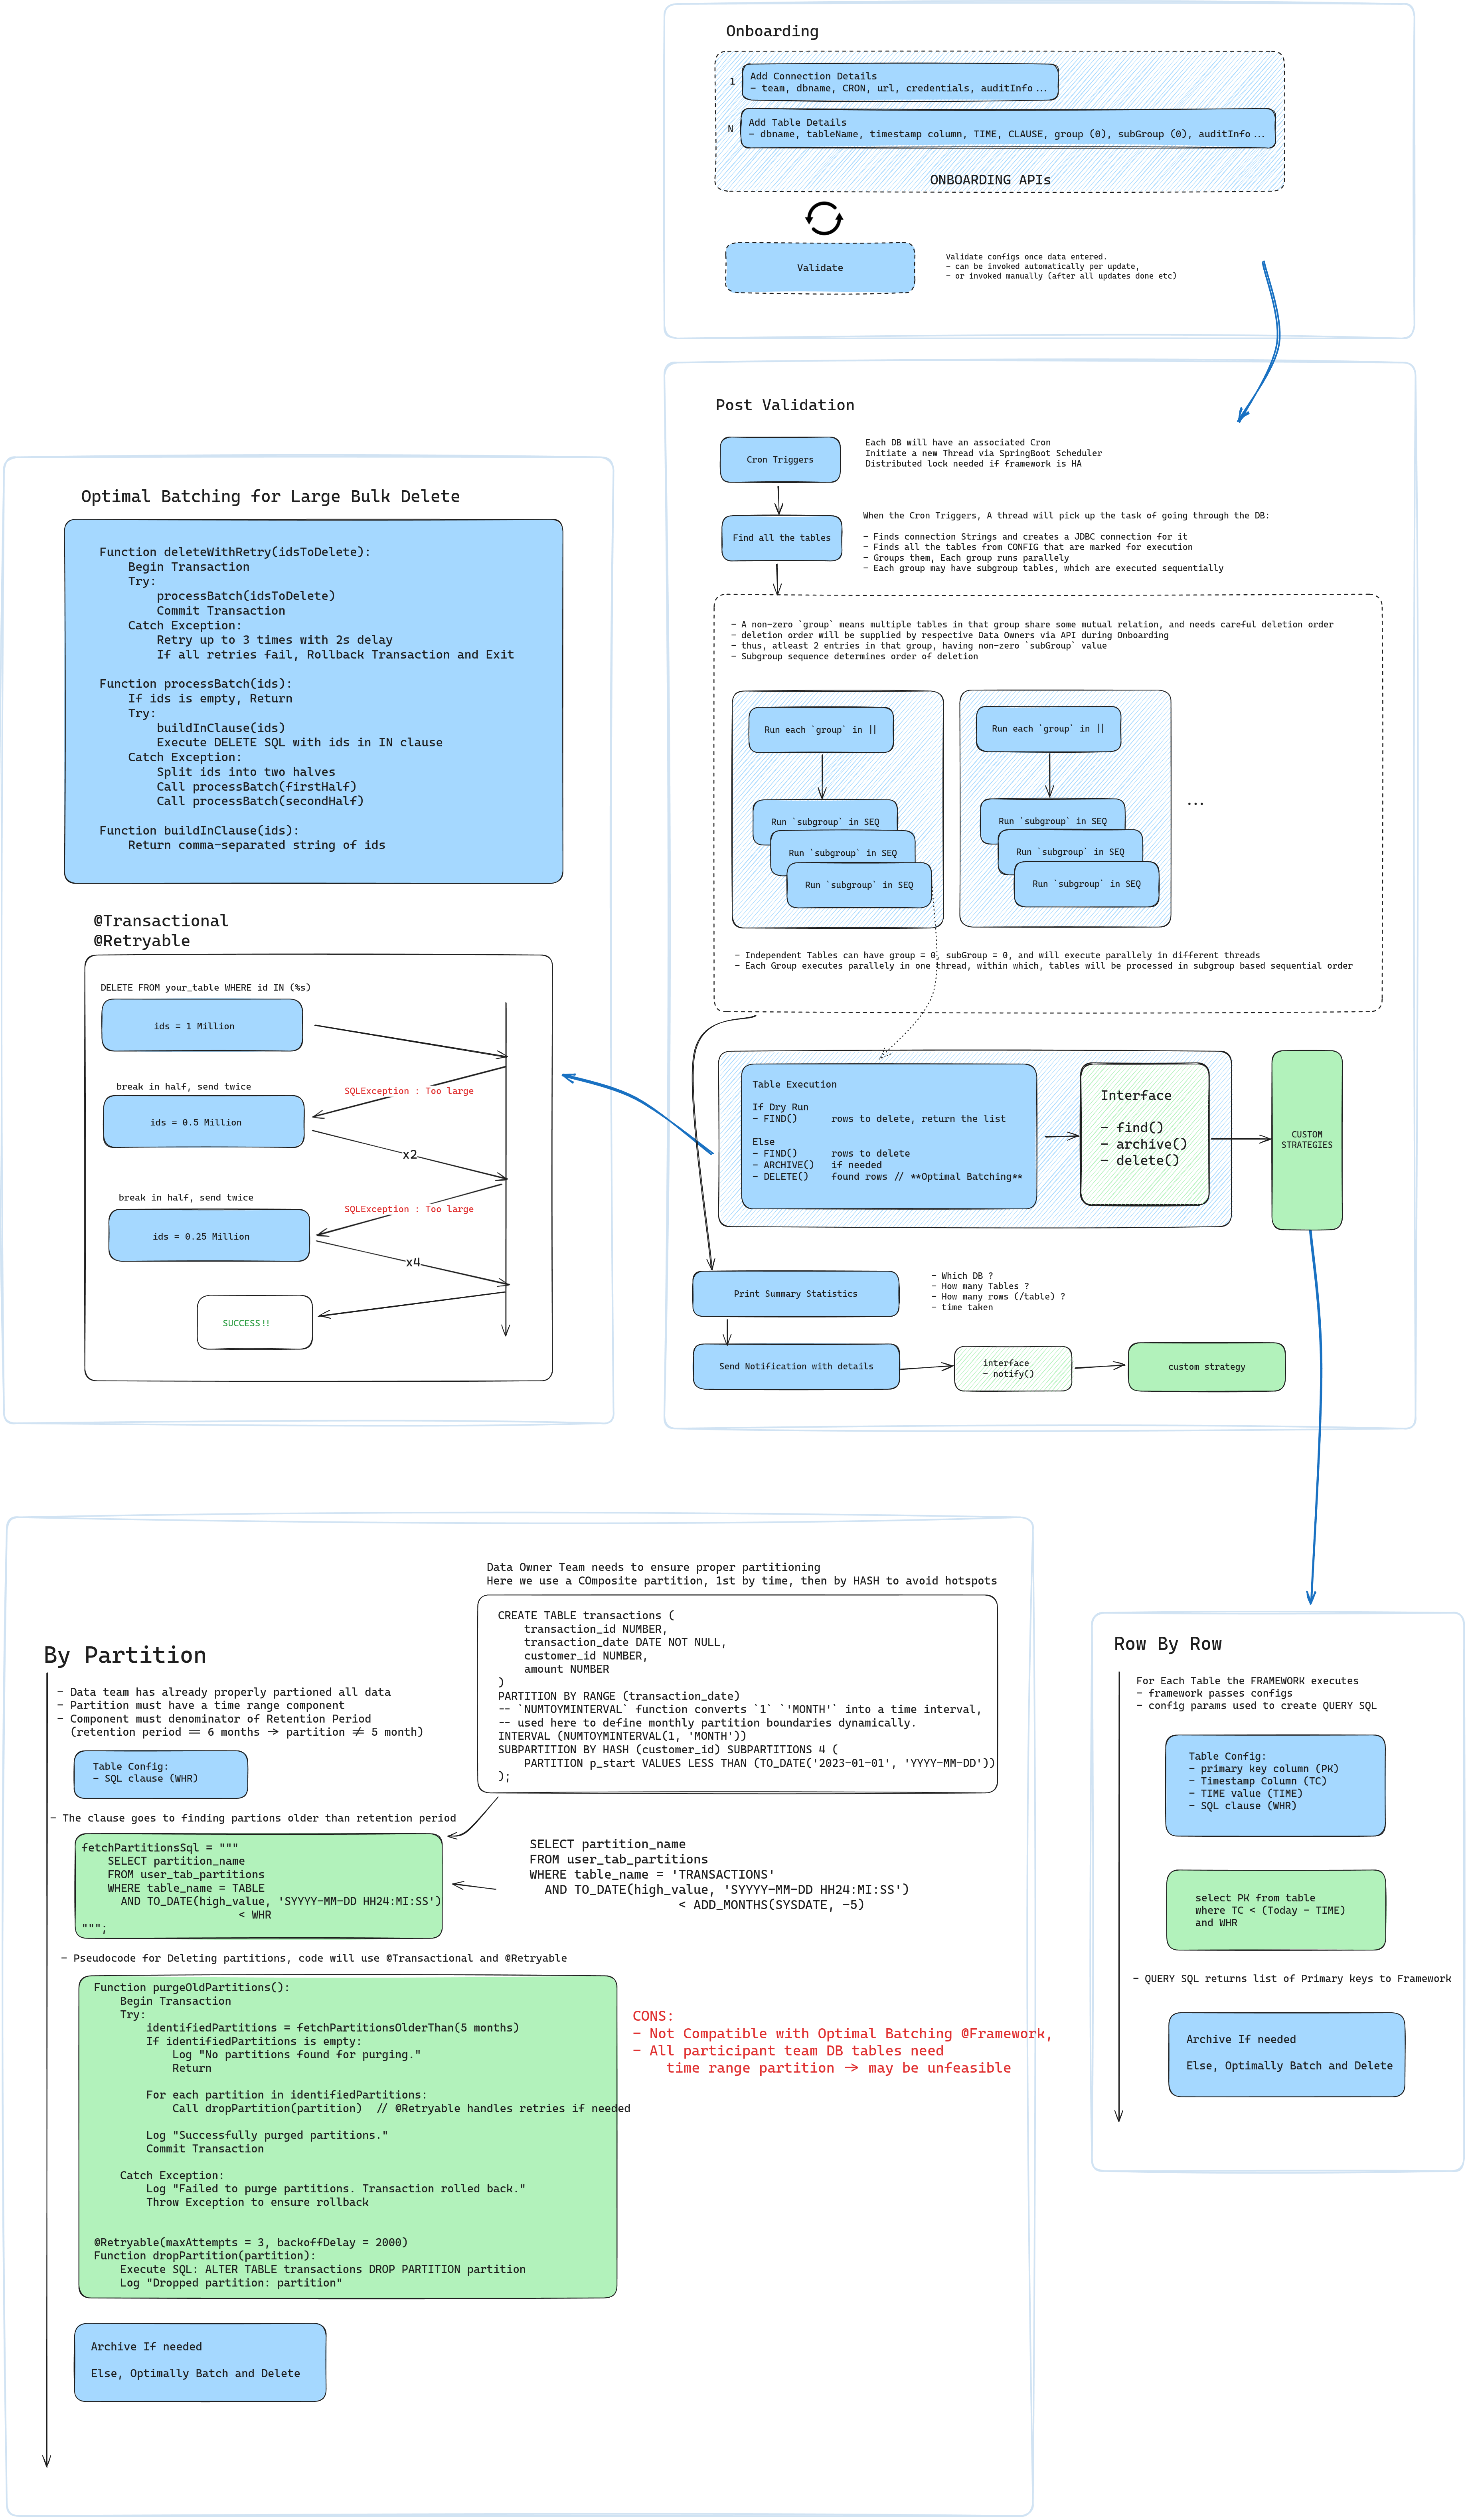 Onboarding
1
Add Connection Details
- team, dbname, CRON, url, credentials, auditInfo...
N
Add Table Details
- dbname, tableName, timestamp column, TIME, CLAUSE, group (0), subGroup (0), auditInfo...
ONBOARDING APIs
Validate
Validate configs once data entered.
- can be invoked automatically per update,
- or invoked manually (after all updates done etc)
Post Validation
Cron Triggers
Each DB will have an associated Cron
Initiate a new Thread via SpringBoot Scheduler
Distributed lock needed if framework is HA
Find all the tables
When the Cron Triggers, A thread will pick up the task of going through the DB:
- Finds connection Strings and creates a JDBC connection for it
- Finds all the tables from CONFIG that are marked for execution
- Groups them, Each group runs parallely
- Each group may have subgroup tables, which are executed sequentially
- A non-zero `group` means multiple tables in that group share some mutual relation, and needs careful deletion order
- deletion order will be supplied by respective Data Owners via API during Onboarding
- thus, atleast 2 entries in that group, having non-zero `subGroup` value
- Subgroup sequence determines order of deletion
Run each `group` in ||
Run `subgroup` in SEQ
Run `subgroup` in SEQ
Run `subgroup` in SEQ
Run each `group` in ||
Run `subgroup` in SEQ
Run `subgroup` in SEQ
Run `subgroup` in SEQ
...
- Independent Tables can have group = 0, subGroup = 0, and will execute parallely in different threads
- Each Group executes parallely in one thread, within which, tables will be processed in subgroup based sequential order
Table Execution
If Dry Run
- FIND() rows to delete, return the list
Else
- FIND() rows to delete
- ARCHIVE() if needed
- DELETE() found rows // **Optimal Batching**
Interface
- find()
- archive()
- delete()
CUSTOM
STRATEGIES
Print Summary Statistics
- Which DB ?
- How many Tables ?
- How many rows (/table) ?
- time taken
Send Notification with details
interface
- notify()
custom strategy
Optimal Batching for Large Bulk Delete
Function deleteWithRetry(idsToDelete):
Begin Transaction
Try:
processBatch(idsToDelete)
Commit Transaction
Catch Exception:
Retry up to 3 times with 2s delay
If all retries fail, Rollback Transaction and Exit
Function processBatch(ids):
If ids is empty, Return
Try:
buildInClause(ids)
Execute DELETE SQL with ids in IN clause
Catch Exception:
Split ids into two halves
Call processBatch(firstHalf)
Call processBatch(secondHalf)
Function buildInClause(ids):
Return comma-separated string of ids
@Transactional
@Retryable
DELETE FROM your_table WHERE id IN (%s)
ids = 1 Million
SQLException : Too large
break in half, send twice
ids = 0.5 Million
x2
break in half, send twice
SQLException : Too large
ids = 0.25 Million
x4
SUCCESS!!
Data Owner Team needs to ensure proper partitioning
Here we use a COmposite partition, 1st by time, then by HASH to avoid hotspots
CREATE TABLE transactions (
transaction_id NUMBER,
transaction_date DATE NOT NULL,
customer_id NUMBER,
amount NUMBER
)
PARTITION BY RANGE (transaction_date)
-- `NUMTOYMINTERVAL` function converts `1` `'MONTH'` into a time interval,
-- used here to define monthly partition boundaries dynamically.
INTERVAL (NUMTOYMINTERVAL(1, 'MONTH'))
SUBPARTITION BY HASH (customer_id) SUBPARTITIONS 4 (
PARTITION p_start VALUES LESS THAN (TO_DATE('2023-01-01', 'YYYY-MM-DD'))
);
By Partition
- Data team has already properly partioned all data
- Partition must have a time range component
- Component must denominator of Retention Period
(retention period == 6 months -> partition != 5 month)
Table Config:
- SQL clause (WHR)
- The clause goes to finding partions older than retention period
fetchPartitionsSql = """
SELECT partition_name
FROM user_tab_partitions
WHERE table_name = TABLE
AND TO_DATE(high_value, 'SYYYY-MM-DD HH24:MI:SS')
< WHR
""";
SELECT partition_name
FROM user_tab_partitions
WHERE table_name = 'TRANSACTIONS'
AND TO_DATE(high_value, 'SYYYY-MM-DD HH24:MI:SS')
< ADD_MONTHS(SYSDATE, -5)
- Pseudocode for Deleting partitions, code will use @Transactional and @Retryable
Function purgeOldPartitions():
Begin Transaction
Try:
identifiedPartitions = fetchPartitionsOlderThan(5 months)
If identifiedPartitions is empty:
Log "No partitions found for purging."
Return
For each partition in identifiedPartitions:
Call dropPartition(partition) // @Retryable handles retries if needed
Log "Successfully purged partitions."
Commit Transaction
Catch Exception:
Log "Failed to purge partitions. Transaction rolled back."
Throw Exception to ensure rollback
@Retryable(maxAttempts = 3, backoffDelay = 2000)
Function dropPartition(partition):
Execute SQL: ALTER TABLE transactions DROP PARTITION partition
Log "Dropped partition: partition"
CONS:
- Not Compatible with Optimal Batching @Framework,
- All participant team DB tables need
time range partition -> may be unfeasible
Archive If needed
Else, Optimally Batch and Delete
Row By Row
For Each Table the FRAMEWORK executes
- framework passes configs
- config params used to create QUERY SQL
Table Config:
- primary key column (PK)
- Timestamp Column (TC)
- TIME value (TIME)
- SQL clause (WHR)
select PK from table
where TC < (Today - TIME)
and WHR
- QUERY SQL returns list of Primary keys to Framework
Archive If needed
Else, Optimally Batch and Delete